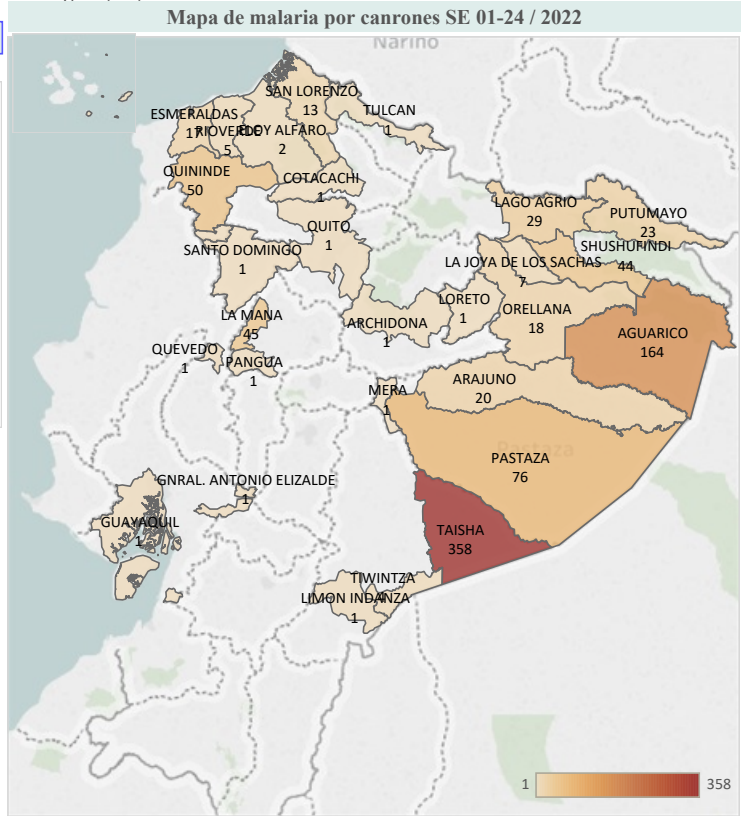 Mapa de malaria por canrones SE 01-24 / 2022
Nariño
SAN LORENZO
13
TULCAN
1
ESMERALDAS
17
RIOVERDE
5
ELOY ALFARO
2
QUININDE
50
COTACACHI
1
LAGO AGRIO
29
PUTUMAYO
23
QUITO
1
SHUSHUFINDI
44
SANTO DOMINGO
1
LA JOYA DE LOS SACHAS
7
LORETO
1
ORELLANA
18
LA MANA
45
ARCHIDONA
1
AGUARICO
164
QUEVEDO
1
PANGUA
1
MERA
1
ARAJUNO
20
Pastaza
PASTAZA
76
GNRAL. ANTONIO ELIZALDE
1
GUAYAQUIL
1
TAISHA
358
TIWINTZA
LIMON INDANZA
1
1
358